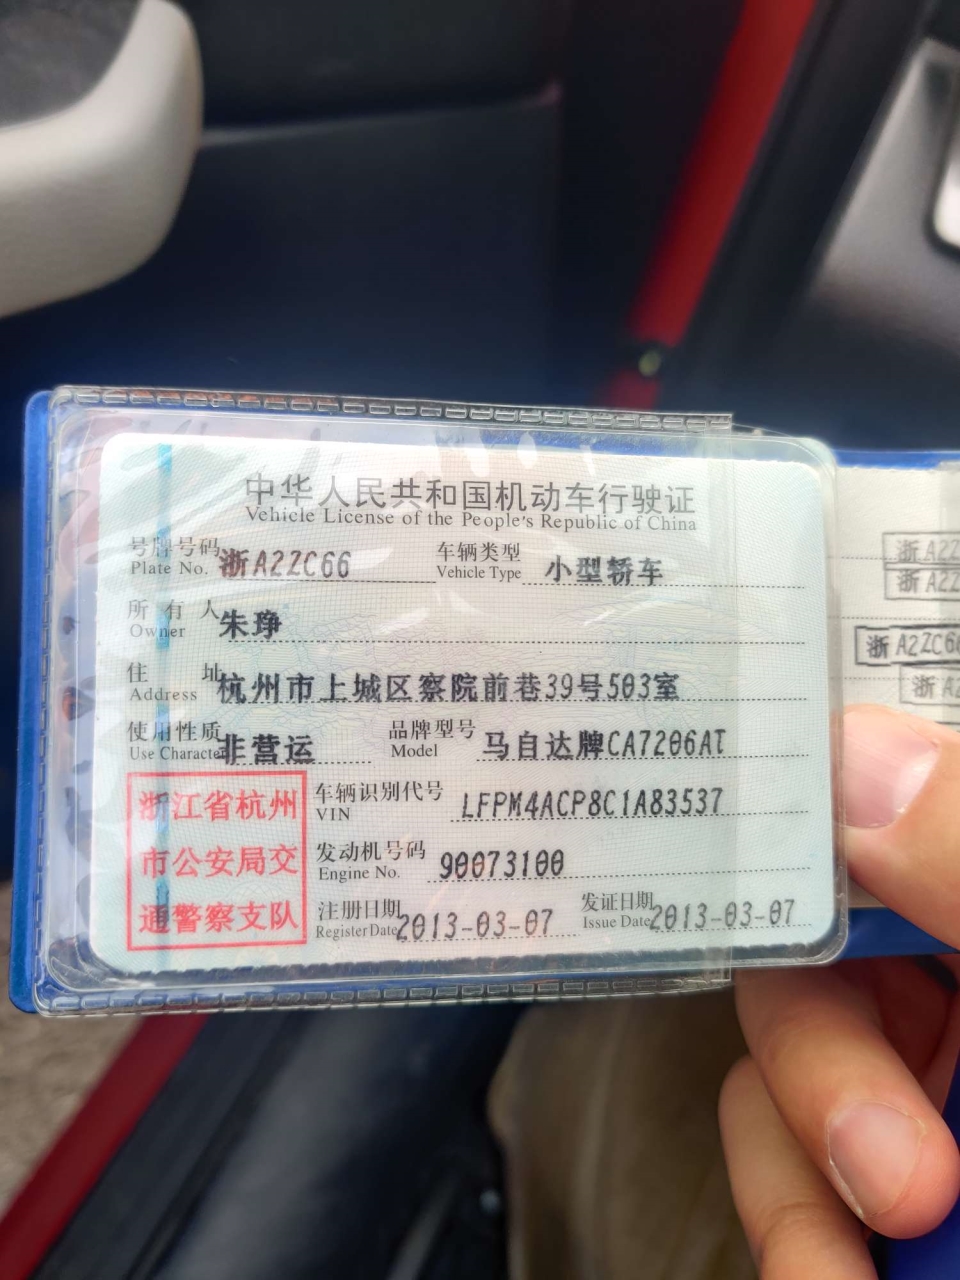 中华人民共和国机动车行驶证
Vehicle License of the People's Republic of China
号牌号码 浙A2ZC66 车辆类型 小型轿车
Plate No. Vehicle Type
所有人 朱琤
Owner
住址 杭州市上城区察院前巷39号503室
Address
使用性质 非营运 品牌型号 马自达牌CA7206AT
Use Character Model
浙江省杭州
市公安局交
通警察支队
车辆识别代号 LFPM4ACP8C1A83537
VIN
发动机号码 90073100
Engine No.
注册日期 2013-03-07 发证日期 2013-03-07
Register Date Issue Date
浙A2Z
浙A2Z
浙A2ZC66
浙A2